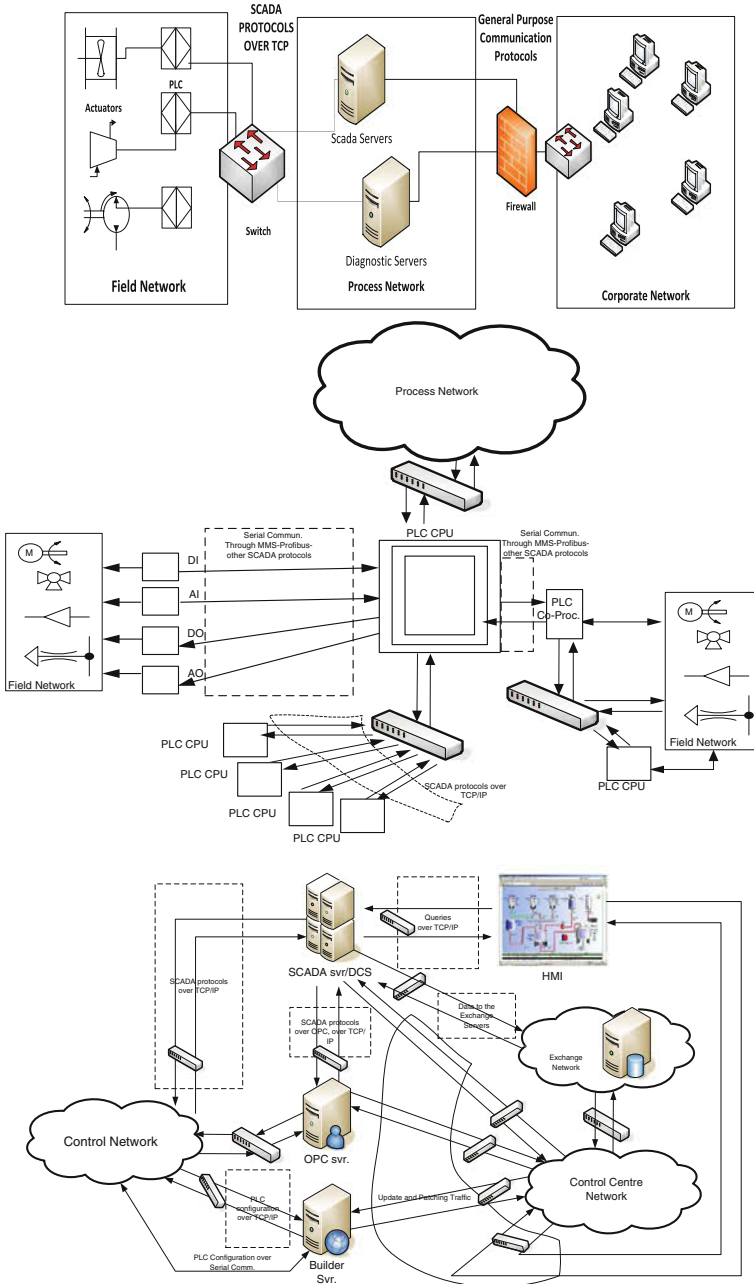 SCADA
PROTOCOLS
OVER TCP
General Purpose
Communication
Protocols
Actuators
PLC
Scada Servers
Switch
Diagnostic Servers
Firewall
Field Network
Process Network
Corporate Network
Process Network
PLC CPU
Serial Commun.
Through MMS-Profibus-
other SCADA protocols
Serial Commun.
Through MMS-Profibus-
other SCADA protocols
M
DI
AI
DO
AO
Field Network
PLC
Co-Proc.
M
Field Network
PLC CPU
PLC CPU
PLC CPU
PLC CPU
SCADA protocols over
TCP/IP
PLC CPU
Queries
over TCP/IP
SCADA svr/DCS
HMI
SCADA protocols
over TCP/IP
SCADA protocols
over OPC, over TCP/
IP
Data to the
Exchange
Servers
Exchange
Network
Control Network
OPC svr.
Control Centre
Network
PLC
configuration
over TCP/IP
Update and Patching Traffic
PLC Configuration over
Serial Comm.
Builder
Svr.